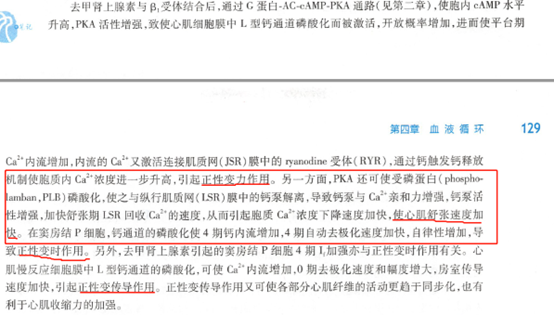 去甲肾上腺素与 β₁受体结合后,通过 G 蛋白-AC-cAMP-PKA 通路(见第二章),使胞内 cAMP 水平
升高,PKA 活性增强,致使心肌细胞膜中 L 型钙通道磷酸化而被激活,开放概率增加,进而使平台期
第四章 血液循环 129
Ca²⁺内流增加,内流的 Ca²⁺又激活连接肌质网(JSR)膜中的 ryanodine 受体(RYR),通过钙触发钙释放
机制使胞质内 Ca²⁺浓度进一步升高,引起正性变力作用。另一方面,PKA 还可使受磷蛋白(phospho-
lamban,PLB)磷酸化,使之与纵行肌质网(LSR)膜中的钙泵解离,导致钙泵与 Ca²⁺亲和力增强,钙泵活
性增强,加快舒张期 LSR 回收 Ca²⁺的速度,从而引起胞质 Ca²⁺浓度下降速度加快,使心肌舒张速度加
快。在窦房结 P 细胞,钙通道的磷酸化使 4 期钙内流增加,4 期自动去极化速度加快,自律性增加,导
致正性变时作用。另外,去甲肾上腺素引起的窦房结 P 细胞 4 期 If加强亦与正性变时作用有关。心
肌慢反应细胞膜中 L 型钙通道的磷酸化,可使 Ca²⁺内流增加,0 期去极化速度和幅度增大,房室传导
速度加快,引起正性变传导作用。正性变传导作用又可使各部分心肌纤维的活动更趋于同步化,也有
利于心肌收缩力的加强。